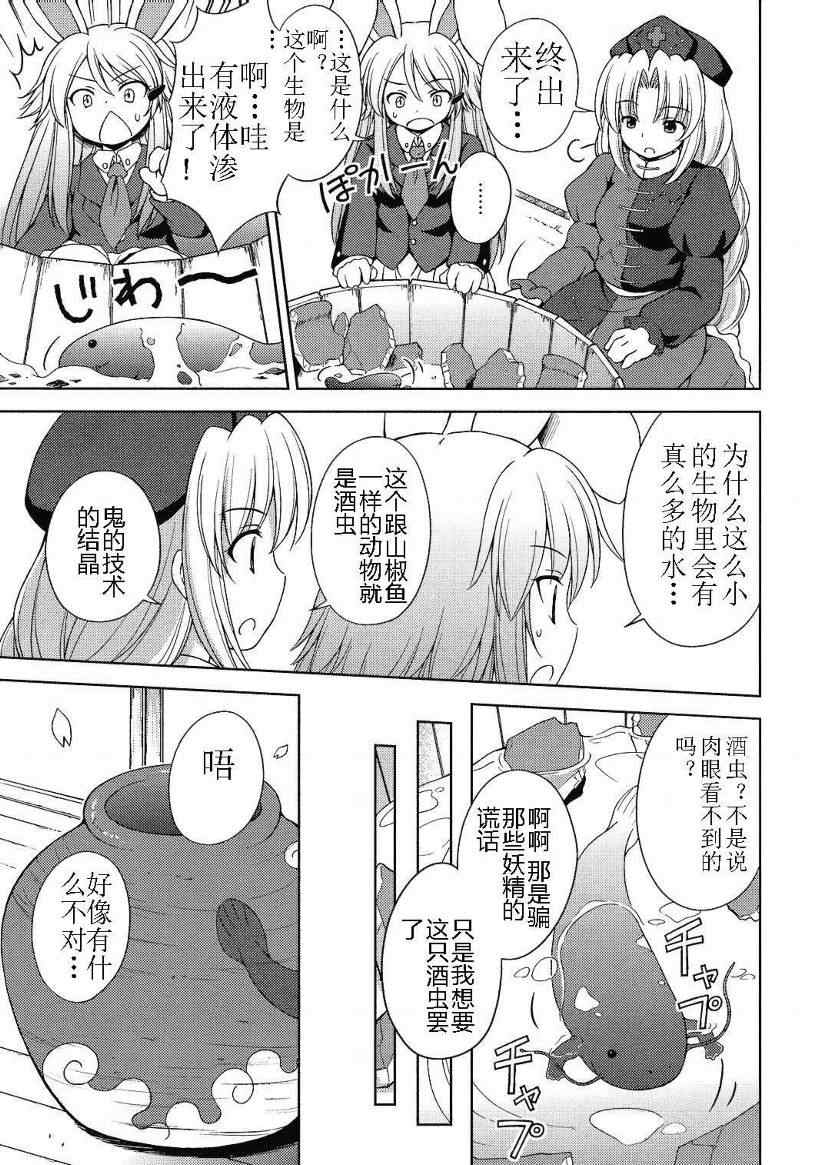 终出
来了…
……
ぽかーん
…这是什么
啊？
这个生物是
啊…哇
有液体渗
出来了！
じわ〜
为什么这么小
的生物里会有
真么多的水…
这个跟山椒鱼
一样的动物就
是酒虫
鬼的技术
的结晶
酒虫？不是说
肉眼看不到的
吗？
チャプ
チャプ
啊啊 那是骗
那些妖精的
谎话
只是我想要
这只酒虫罢
了
唔
好像有什
么不对…